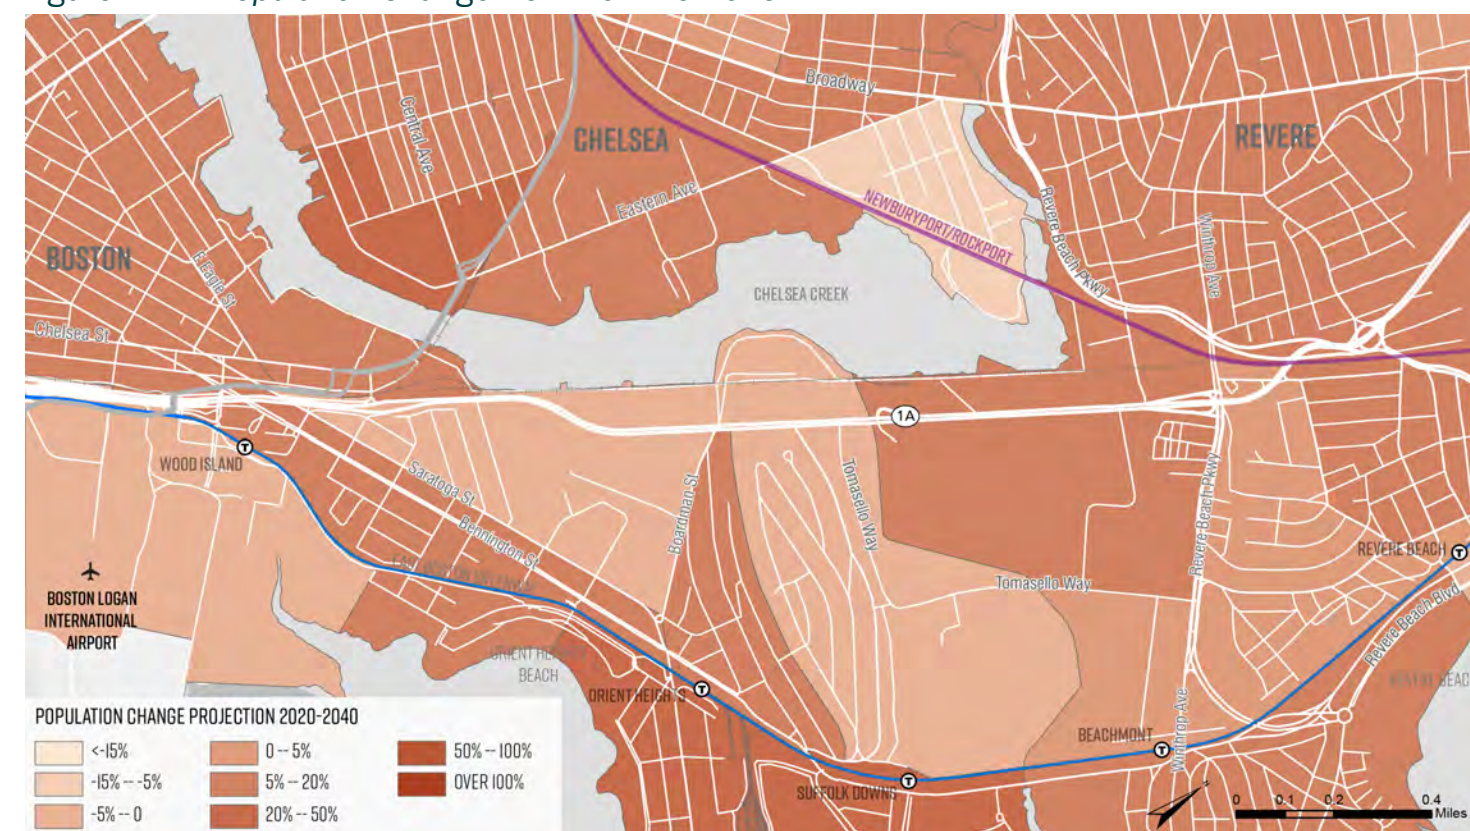 Broadway
CHELSEA
REVERE
Central Ave
Eastern Ave
NEWBURYPORT/ROCKPORT
Revere Beach Pkwy
Winthrop Ave
BOSTON
E Eagle St
CHELSEA CREEK
Chelsea St
1A
T
WOOD ISLAND
Saratoga St
Bennington St
Boardman St
Tomasello Way
Revere Beach Pkwy
REVERE BEACH
T
Tomasello Way
BOSTON LOGAN
INTERNATIONAL
AIRPORT
Revere Beach Blvd
BEACH
ORIENT HEIGHTS
T
BEACHMONT
T
Winthrop Ave
SUFFOLK DOWNS
T
POPULATION CHANGE PROJECTION 2020-2040
<-15%
-15% -- -5%
-5% -- 0
0 -- 5%
5% -- 20%
20% -- 50%
50% -- 100%
OVER 100%
0 0.1 0.2 0.4
Miles